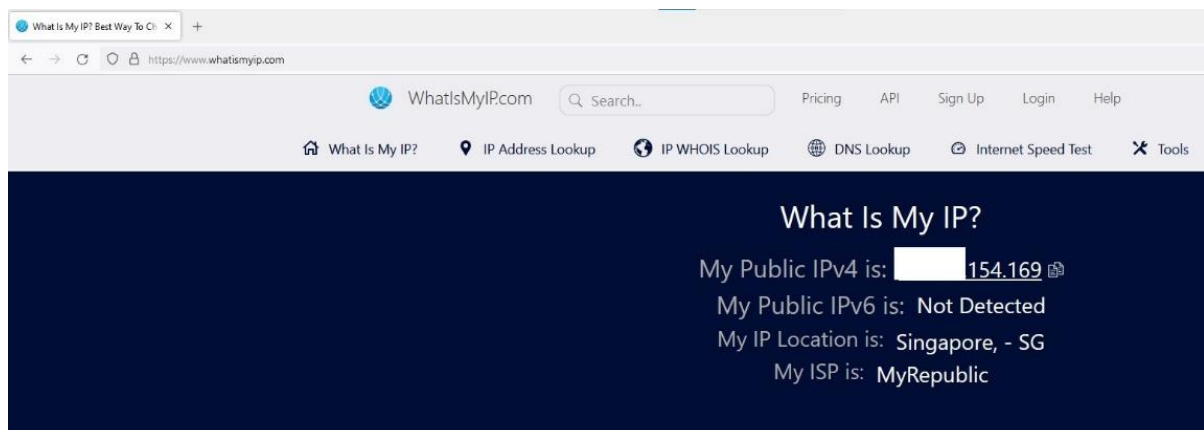 What Is My IP? Best Way To Ch
https://www.whatismyip.com
WhatIsMyIP.com Search.. Pricing API Sign Up Login Help
What Is My IP? IP Address Lookup IP WHOIS Lookup DNS Lookup Internet Speed Test Tools
What Is My IP?
My Public IPv4 is: 154.169
My Public IPv6 is: Not Detected
My IP Location is: Singapore, - SG
My ISP is: MyRepublic